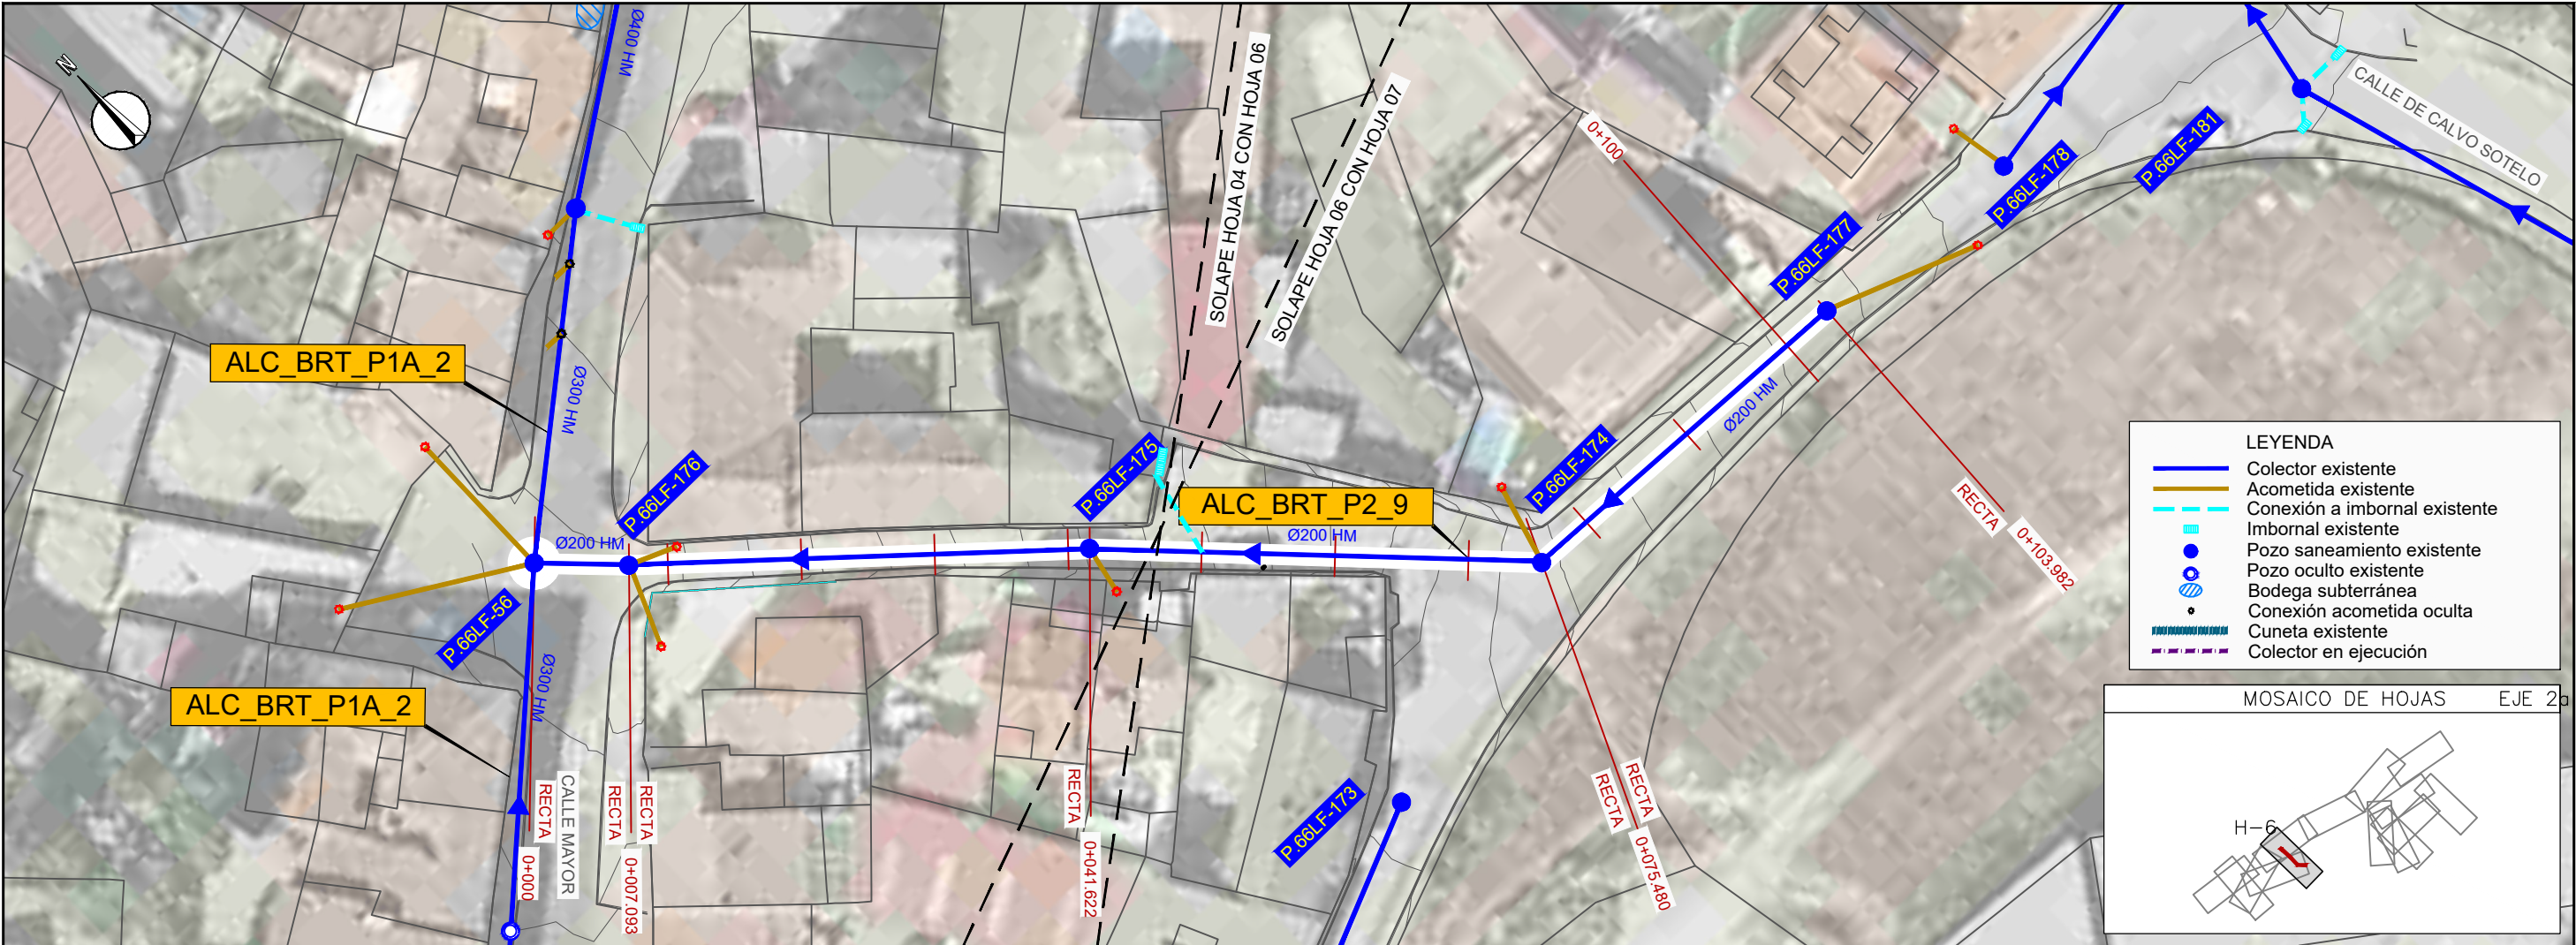 N
Ø400 HM
SOLAPE HOJA 04 CON HOJA 06
SOLAPE HOJA 06 CON HOJA 07
0+100
P.66LF-181
P.66LF-178
P.66LF-177
CALLE DE CALVO SOTELO
ALC_BRT_P1A_2
Ø300 HM
P.66LF-176
P.66LF-175
P.66LF-174
Ø200 HM
ALC_BRT_P2_9
Ø200 HM
Ø200 HM
RECTA
0+103.982
P.66LF-56
Ø300 HM
ALC_BRT_P1A_2
RECTA
0+000
CALLE MAYOR
RECTA
RECTA
0+007.093
RECTA
0+041.622
P.66LF-173
RECTA
RECTA
0+075.480
LEYENDA
Colector existente
Acometida existente
Conexión a imbornal existente
Imbornal existente
Pozo saneamiento existente
Pozo oculto existente
Bodega subterránea
Conexión acometida oculta
Cuneta existente
Colector en ejecución
MOSAICO DE HOJAS EJE 2a
H-6